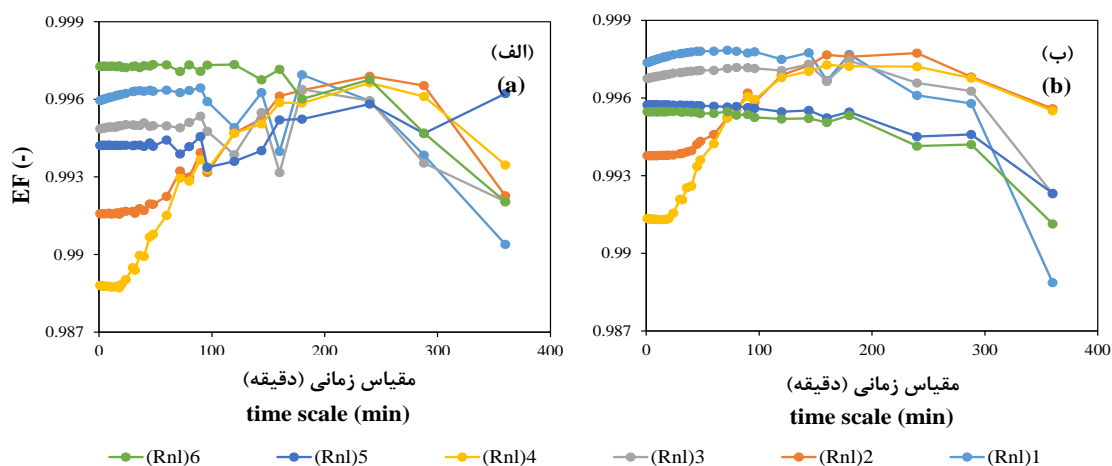 (الف)
(a)
EF (-)
0.999
0.996
0.993
0.99
0.987
0
100
200
300
400
مقیاس زمانی (دقیقه)
time scale (min)
(ب)
(b)
0.999
0.996
0.993
0.99
0.987
0
100
200
300
400
مقیاس زمانی (دقیقه)
time scale (min)
(Rnl)6 (Rnl)5 (Rnl)4 (Rnl)3 (Rnl)2 (Rnl)1